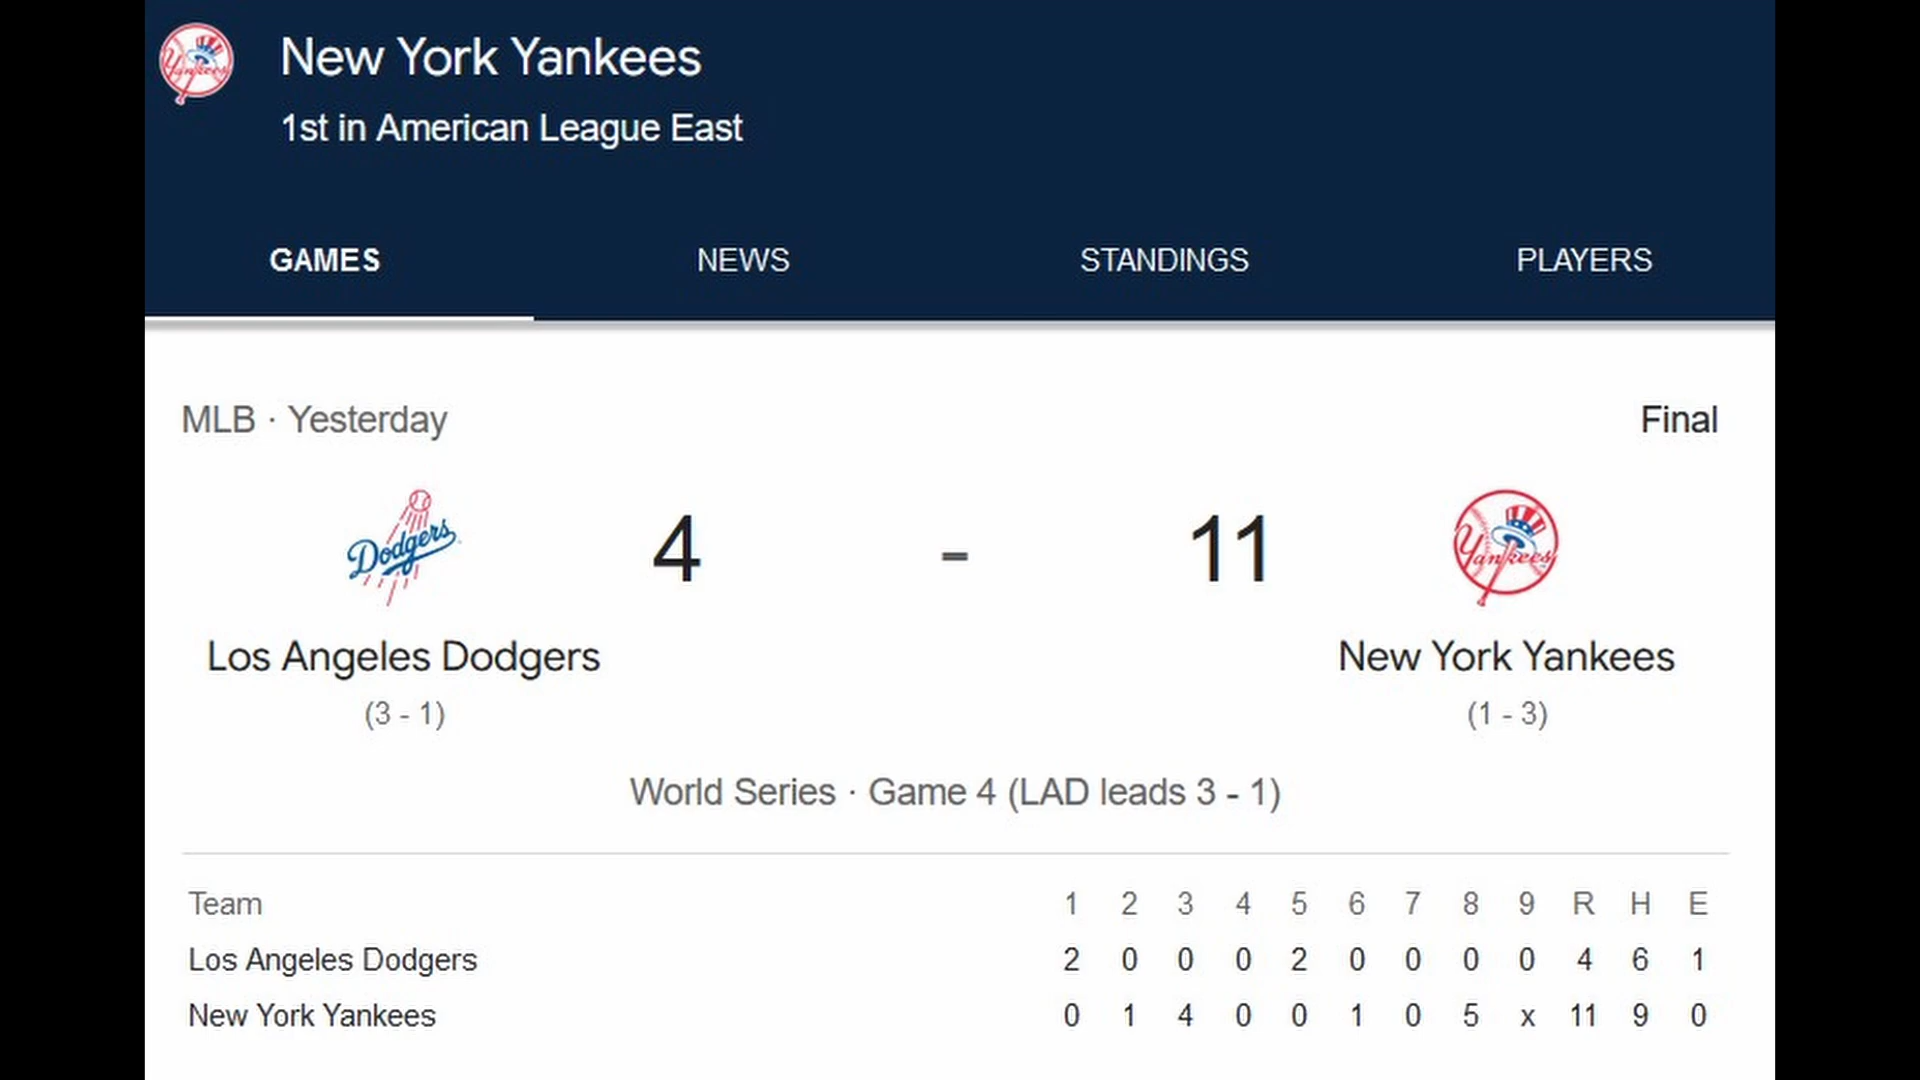 New York Yankees
1st in American League East
GAMES NEWS STANDINGS PLAYERS
MLB · Yesterday Final
Dodgers 4 - 11 Yankees
Los Angeles Dodgers New York Yankees
(3 - 1) (1 - 3)
World Series · Game 4 (LAD leads 3 - 1)
Team 1 2 3 4 5 6 7 8 9 R H E
Los Angeles Dodgers 2 0 0 0 2 0 0 0 0 4 6 1
New York Yankees 0 1 4 0 0 1 0 5 x 11 9 0